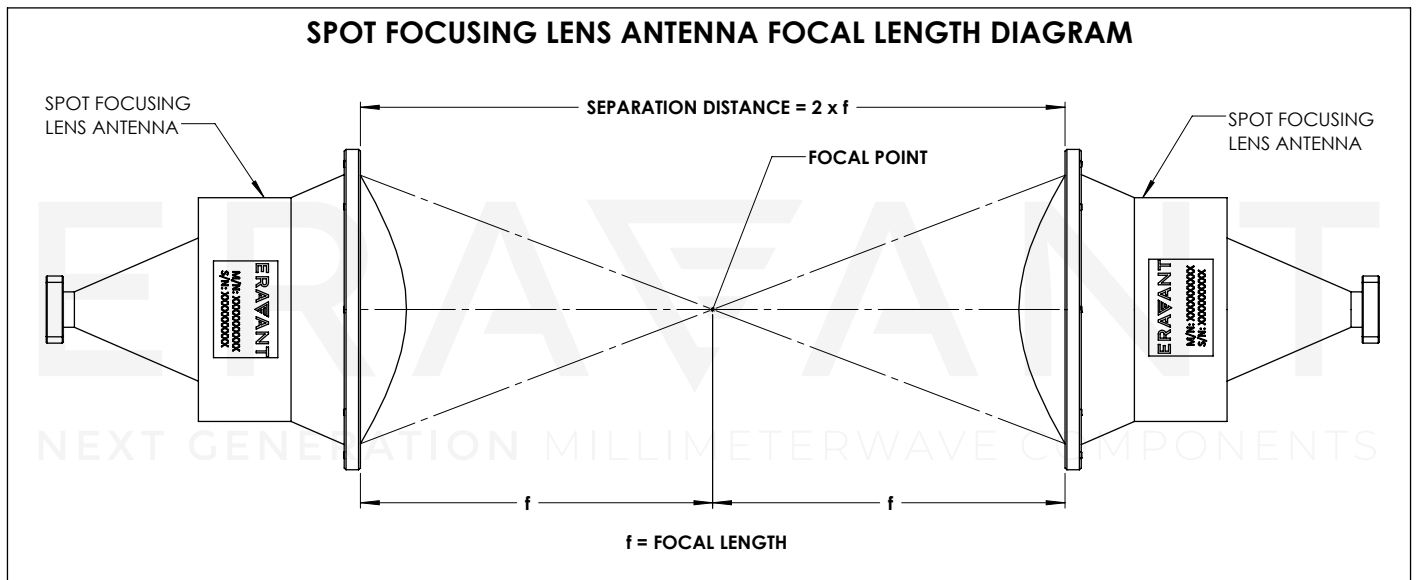 SPOT FOCUSING LENS ANTENNA FOCAL LENGTH DIAGRAM
SPOT FOCUSING
LENS ANTENNA
SEPARATION DISTANCE = 2 x f
SPOT FOCUSING
LENS ANTENNA
FOCAL POINT
ERAVANT
M/N: XXXXXXXXXX
S/N: XXXXXXXXXX
ERAVANT
M/N: XXXXXXXXXX
S/N: XXXXXXXXXX
ERAVANT
NEXT GENERATION MILLIMETERWAVE COMPONENTS
f
f
f = FOCAL LENGTH